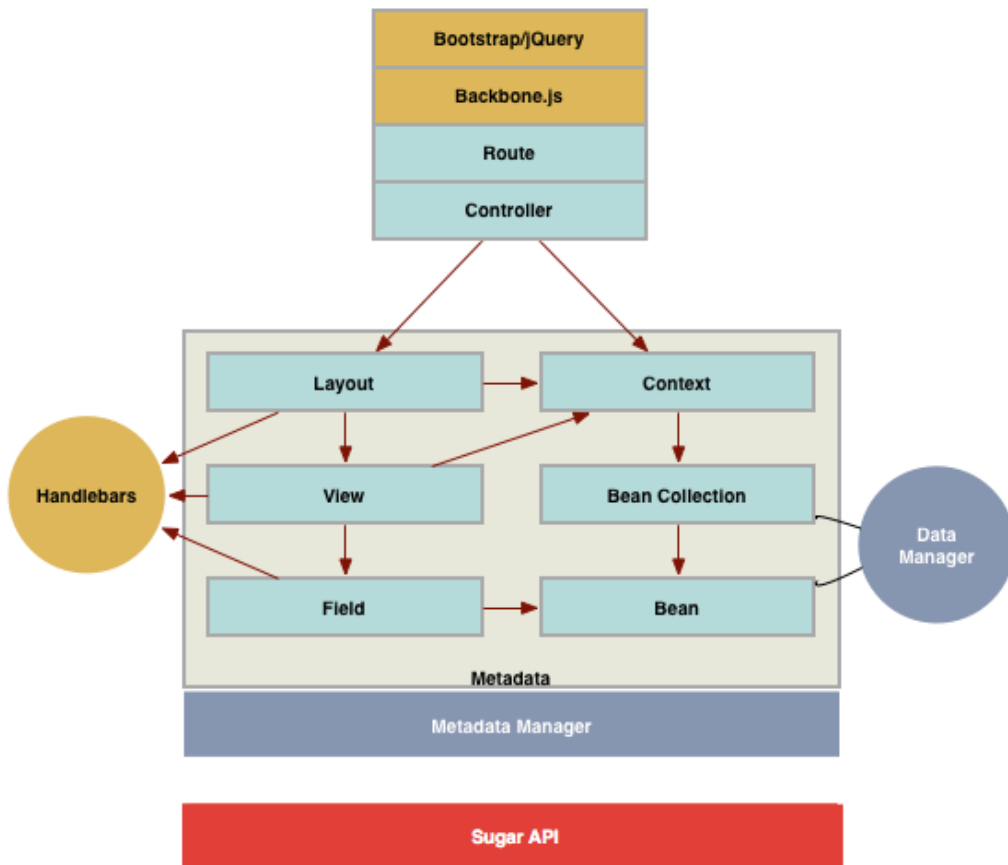 Bootstrap/jQuery
Backbone.js
Route
Controller
Layout
Context
Handlebars
View
Bean Collection
Data
Manager
Field
Bean
Metadata
Metadata Manager
Sugar API